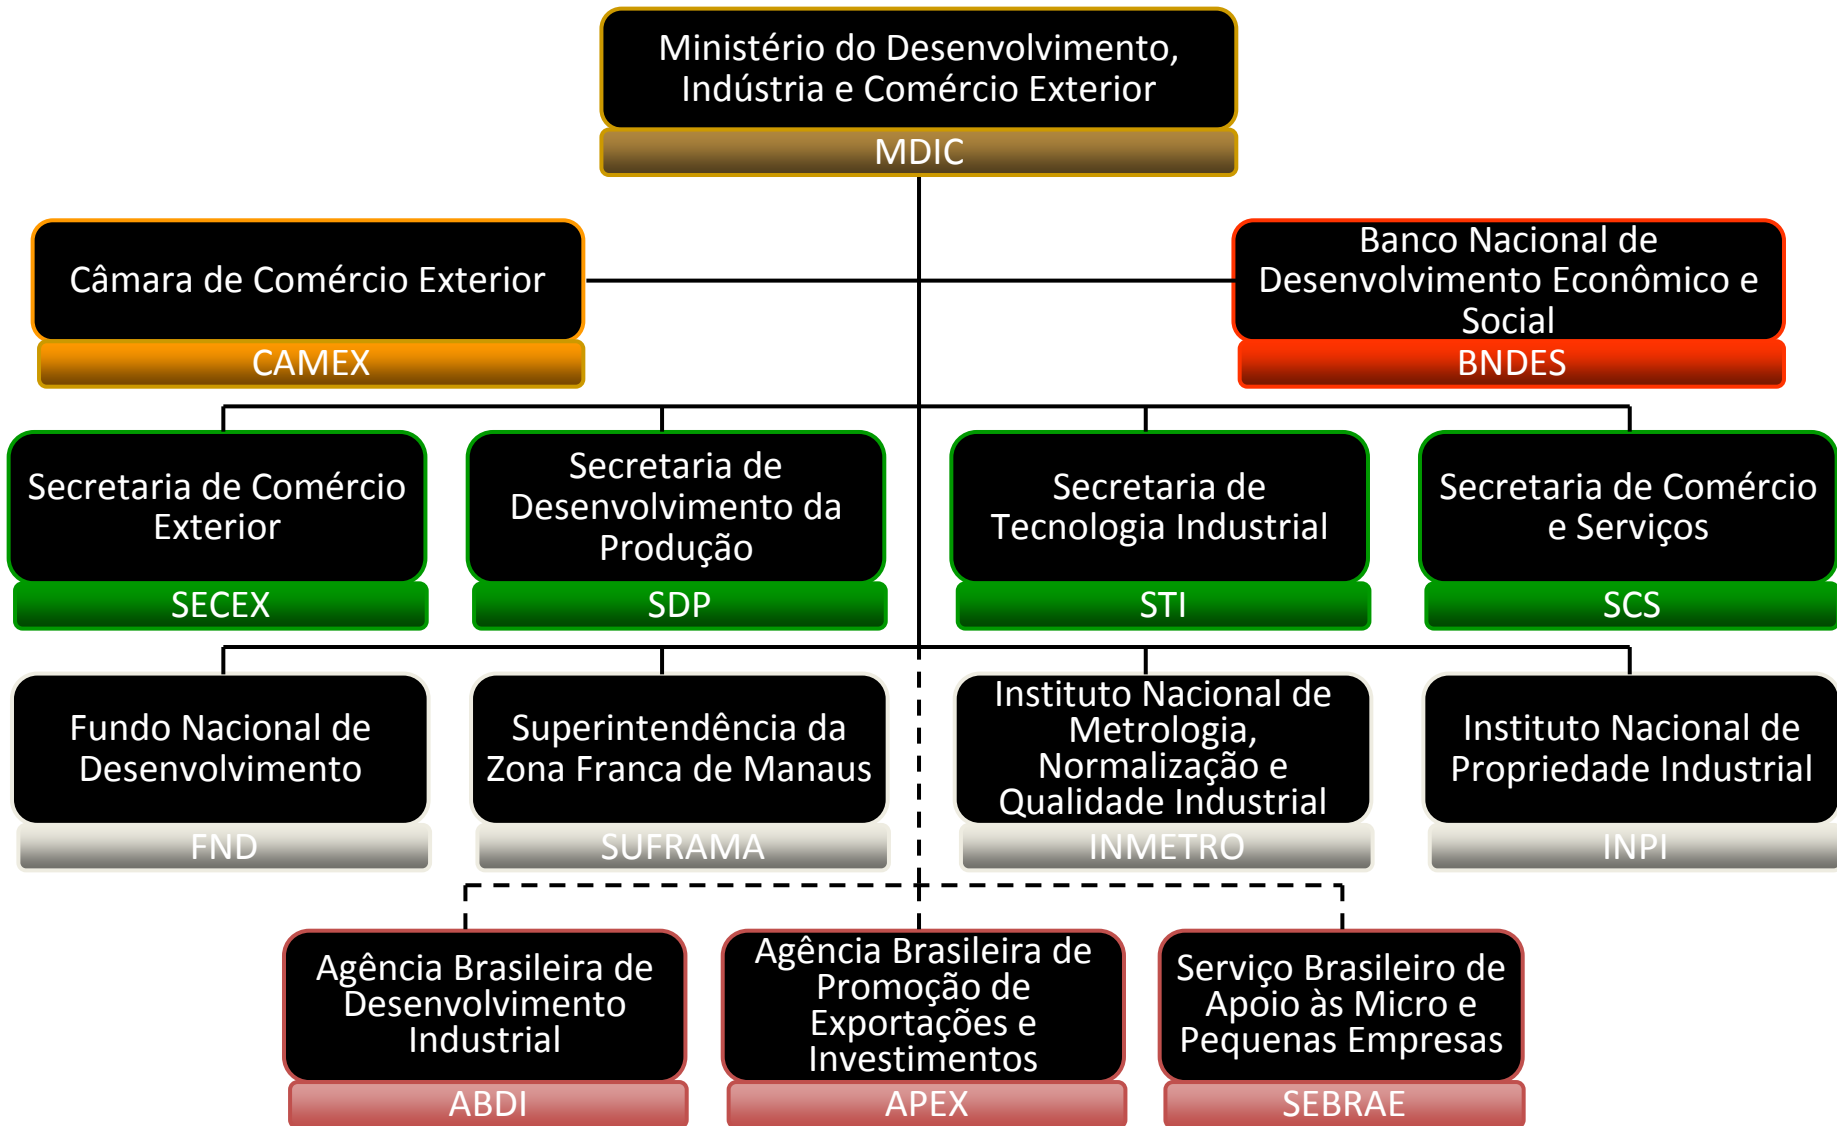 Ministério do Desenvolvimento,
Indústria e Comércio Exterior
MDIC
Câmara de Comércio Exterior
CAMEX
Banco Nacional de
Desenvolvimento Econômico e
Social
BNDES
Secretaria de Comércio
Exterior
SECEX
Secretaria de
Desenvolvimento da
Produção
SDP
Secretaria de
Tecnologia Industrial
STI
Secretaria de Comércio
e Serviços
SCS
Fundo Nacional de
Desenvolvimento
FND
Superintendência da
Zona Franca de Manaus
SUFRAMA
Instituto Nacional de
Metrologia,
Normalização e
Qualidade Industrial
INMETRO
Instituto Nacional de
Propriedade Industrial
INPI
Agência Brasileira de
Desenvolvimento
Industrial
ABDI
Agência Brasileira de
Promoção de
Exportações e
Investimentos
APEX
Serviço Brasileiro de
Apoio às Micro e
Pequenas Empresas
SEBRAE